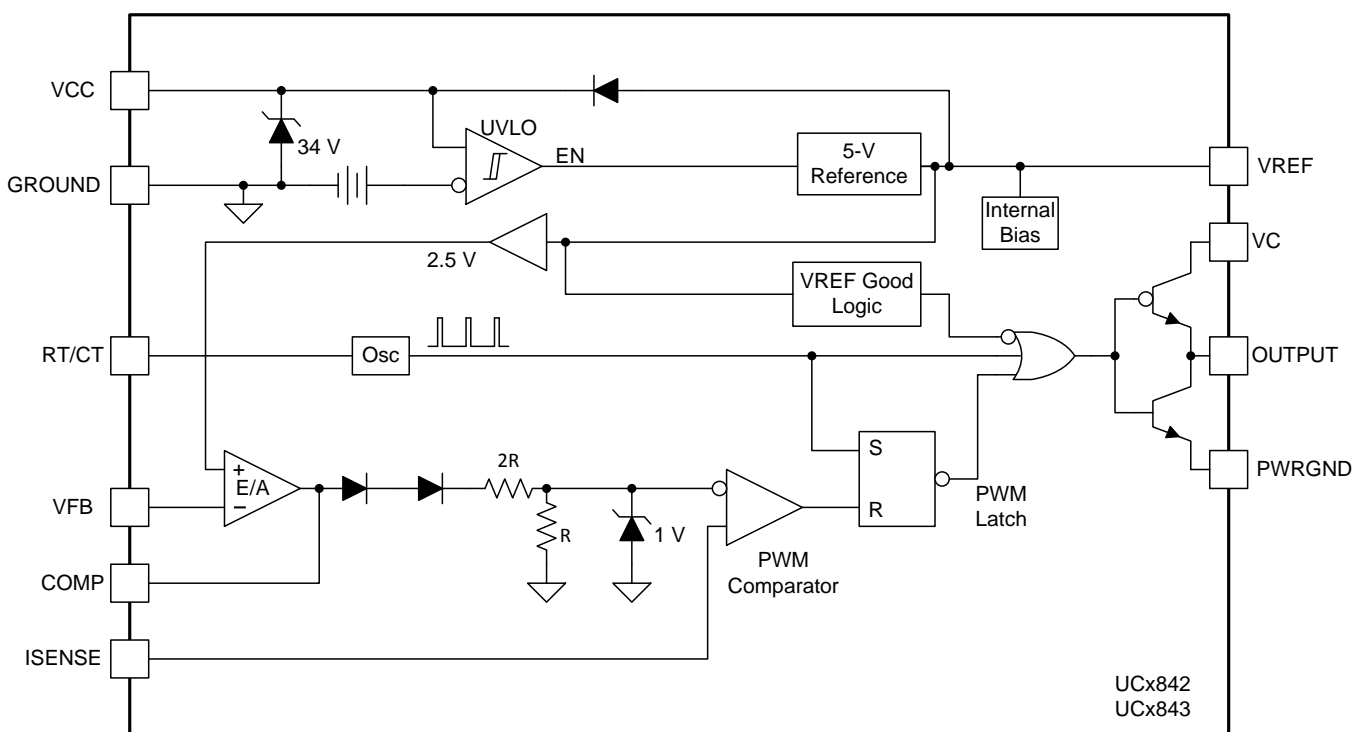 VCC
UVLO
34 V
EN
5-V
Reference
GROUND
VREF
Internal
Bias
VC
2.5 V
VREF Good
Logic
RT/CT
Osc
OUTPUT
2R
S
+
E/A
−
PWRGND
VFB
R
1 V
R
PWM
Latch
PWM
Comparator
COMP
ISENSE
UCx842
UCx843